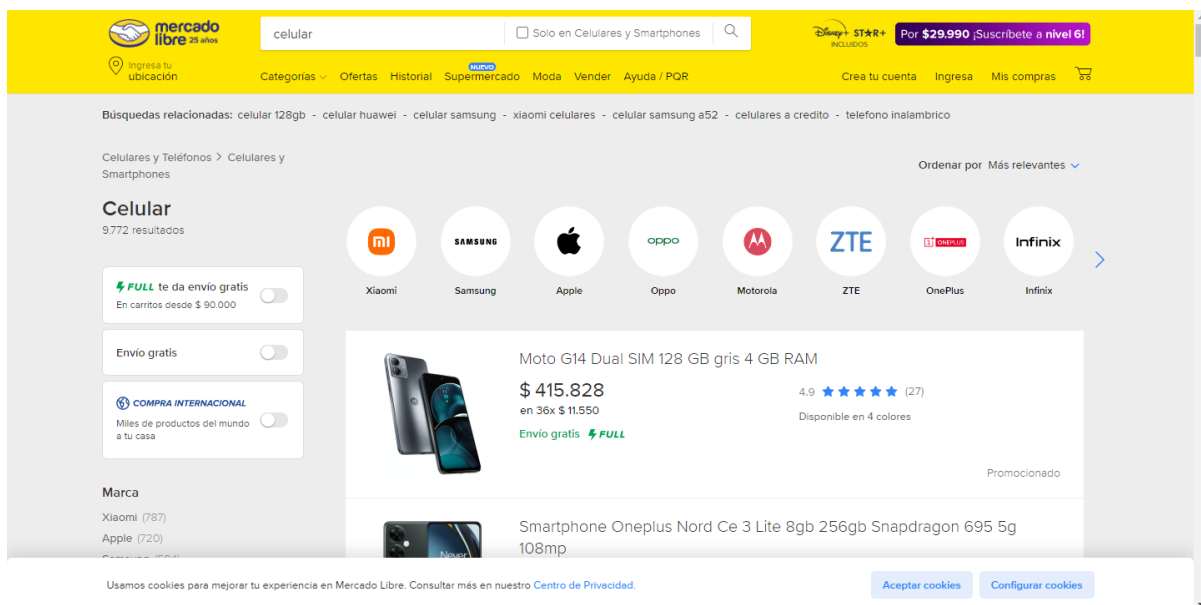 mercado
libre 25 años
celular
Solo en Celulares y Smartphones
Disney+ ST★R+
INCLUIDOS
Por $29.990 ¡Suscríbete a nivel 6!
Ingresa tu
ubicación
Categorías
Ofertas
Historial
NUEVO
Supermercado
Moda
Vender
Ayuda / PQR
Crea tu cuenta
Ingresa
Mis compras
Búsquedas relacionadas: celular 128gb - celular huawei - celular samsung - xiaomi celulares - celular samsung a52 - celulares a credito - telefono inalambrico
Celulares y Teléfonos > Celulares y
Smartphones
Ordenar por Más relevantes
Celular
9.772 resultados
SAMSUNG
oppo
ZTE
ONEPLUS
Infinix
Xiaomi
Samsung
Apple
Oppo
Motorola
ZTE
OnePlus
Infinix
FULL te da envío gratis
En carritos desde $ 90.000
Envío gratis
COMPRA INTERNACIONAL
Miles de productos del mundo
a tu casa
Moto G14 Dual SIM 128 GB gris 4 GB RAM
$ 415.828
en 36x $ 11.550
Envío gratis FULL
4.9 ★★★★★ (27)
Disponible en 4 colores
Promocionado
Marca
Xiaomi (787)
Apple (720)
Smartphone Oneplus Nord Ce 3 Lite 8gb 256gb Snapdragon 695 5g
108mp
Never
Usamos cookies para mejorar tu experiencia en Mercado Libre. Consultar más en nuestro Centro de Privacidad.
Aceptar cookies
Configurar cookies